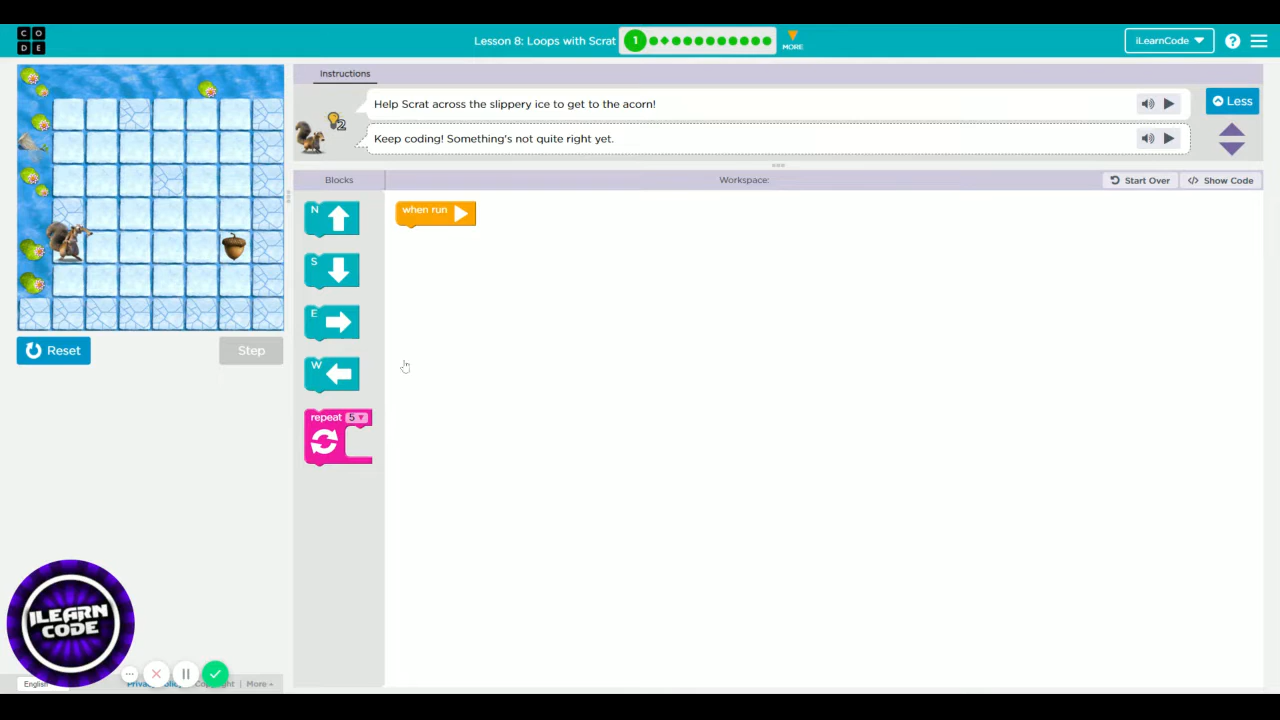 C O
D E
Lesson 8: Loops with Scrat
1
MORE
iLearnCode
?
Instructions
Help Scrat across the slippery ice to get to the acorn!
Less
2
Keep coding! Something's not quite right yet.
Blocks
Workspace:
Start Over
</> Show Code
N
when run
S
E
W
Reset
Step
repeat 5
ILEARN
CODE
English
More